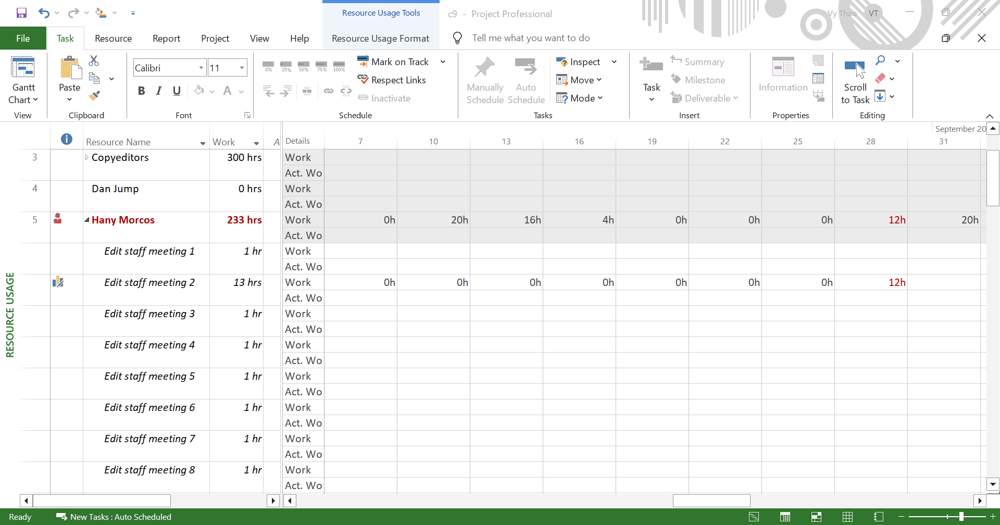 Resource Usage Tools
c9 - Project Professional
Vy Thao
VT
File Task Resource Report Project View Help Resource Usage Format Tell me what you want to do
Gantt Chart
View
Paste
Clipboard
Calibri 11
B I U A
Font
0% 25% 50% 75% 100%
Mark on Track
Respect Links
Inactivate
Schedule
Manually Schedule
Auto Schedule
Inspect
Move
Mode
Tasks
Task
Summary
Milestone
Deliverable
Insert
Information
Properties
Scroll to Task
Editing
September 20
Resource Name Work A Details 7 10 13 16 19 22 25 28 31
3 Copyeditors 300 hrs Work
Act. Wo
4 Dan Jump 0 hrs Work
Act. Wo
5 Hany Morcos 233 hrs Work 0h 20h 16h 4h 0h 0h 0h 12h 20h
Act. Wo
Edit staff meeting 1 1 hr Work
Act. Wo
Edit staff meeting 2 13 hrs Work 0h 0h 0h 0h 0h 0h 0h 12h
Act. Wo
Edit staff meeting 3 1 hr Work
Act. Wo
Edit staff meeting 4 1 hr Work
Act. Wo
Edit staff meeting 5 1 hr Work
Act. Wo
Edit staff meeting 6 1 hr Work
Act. Wo
Edit staff meeting 7 1 hr Work
Act. Wo
Edit staff meeting 8 1 hr Work
Act. Wo
RESOURCE USAGE
Ready New Tasks : Auto Scheduled